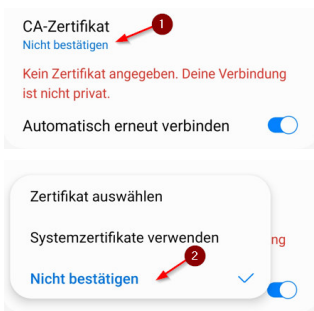 CA-Zertifikat
1
Nicht bestätigen
Kein Zertifikat angegeben. Deine Verbindung
ist nicht privat.
Automatisch erneut verbinden
Zertifikat auswählen
Systemzertifikate verwenden
ng
2
Nicht bestätigen